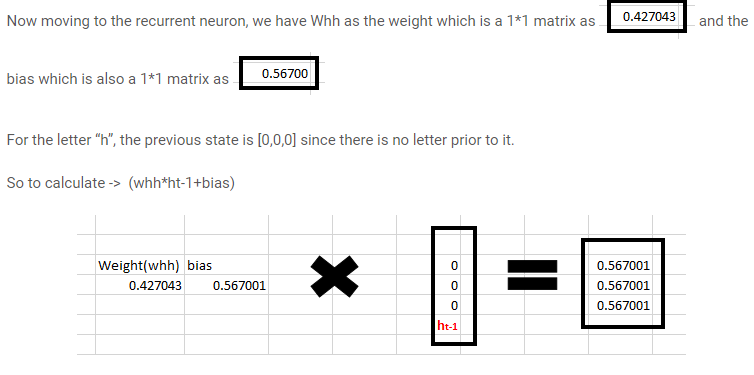 Now moving to the recurrent neuron, we have Whh as the weight which is a 1*1 matrix as 0.427043 and the
bias which is also a 1*1 matrix as 0.56700
For the letter “h”, the previous state is [0,0,0] since there is no letter prior to it.
So to calculate -> (whh*ht-1+bias)
Weight(whh) bias 0 0.567001
0.427043 0.567001 0 0.567001
0 0.567001
ht-1